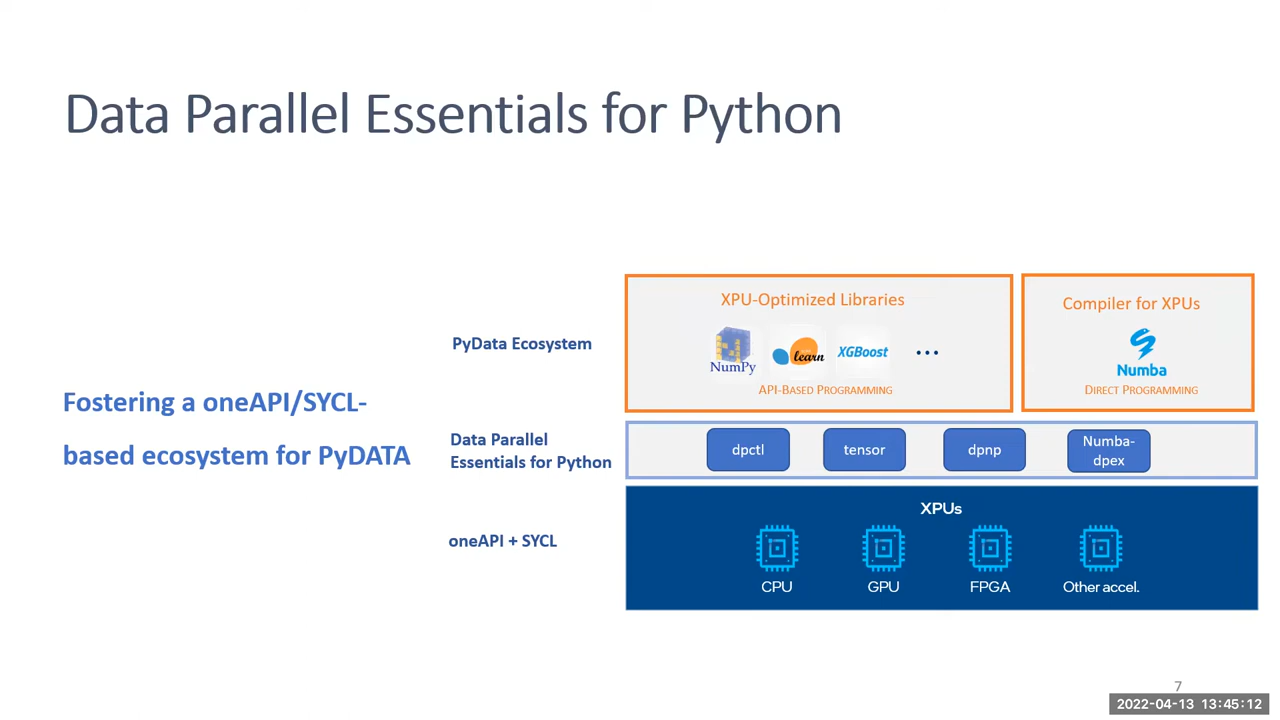 Data Parallel Essentials for Python
Fostering a oneAPI/SYCL-
based ecosystem for PyDATA
PyData Ecosystem
XPU-Optimized Libraries
NumPy
learn
XGBoost
...
API-BASED PROGRAMMING
Compiler for XPUs
Numba
DIRECT PROGRAMMING
Data Parallel
Essentials for Python
dpctl
tensor
dpnp
Numba-
dpex
oneAPI + SYCL
XPUs
CPU
GPU
FPGA
Other accel.
7
2022-04-13 13:45:12